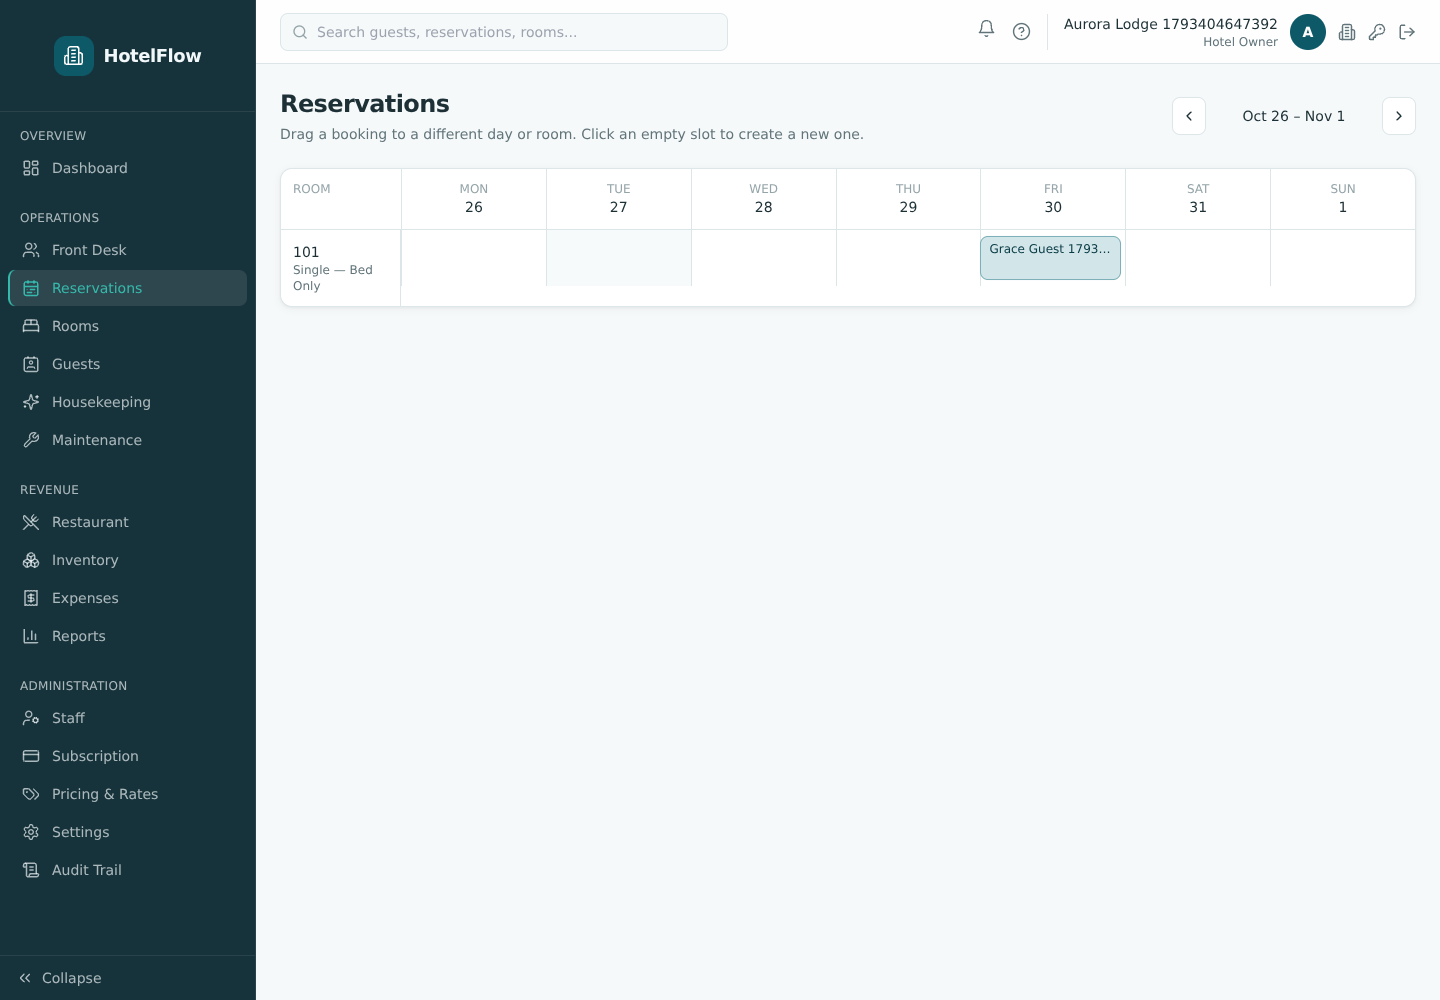 HotelFlow
Search guests, reservations, rooms...
Aurora Lodge 1793404647392
Hotel Owner
A
OVERVIEW
Dashboard
OPERATIONS
Front Desk
Reservations
Rooms
Guests
Housekeeping
Maintenance
REVENUE
Restaurant
Inventory
Expenses
Reports
ADMINISTRATION
Staff
Subscription
Pricing & Rates
Settings
Audit Trail
Collapse
Reservations
Drag a booking to a different day or room. Click an empty slot to create a new one.
Oct 26 – Nov 1
ROOM MON TUE WED THU FRI SAT SUN
26 27 28 29 30 31 1
101
Single — Bed
Only
Grace Guest 1793...